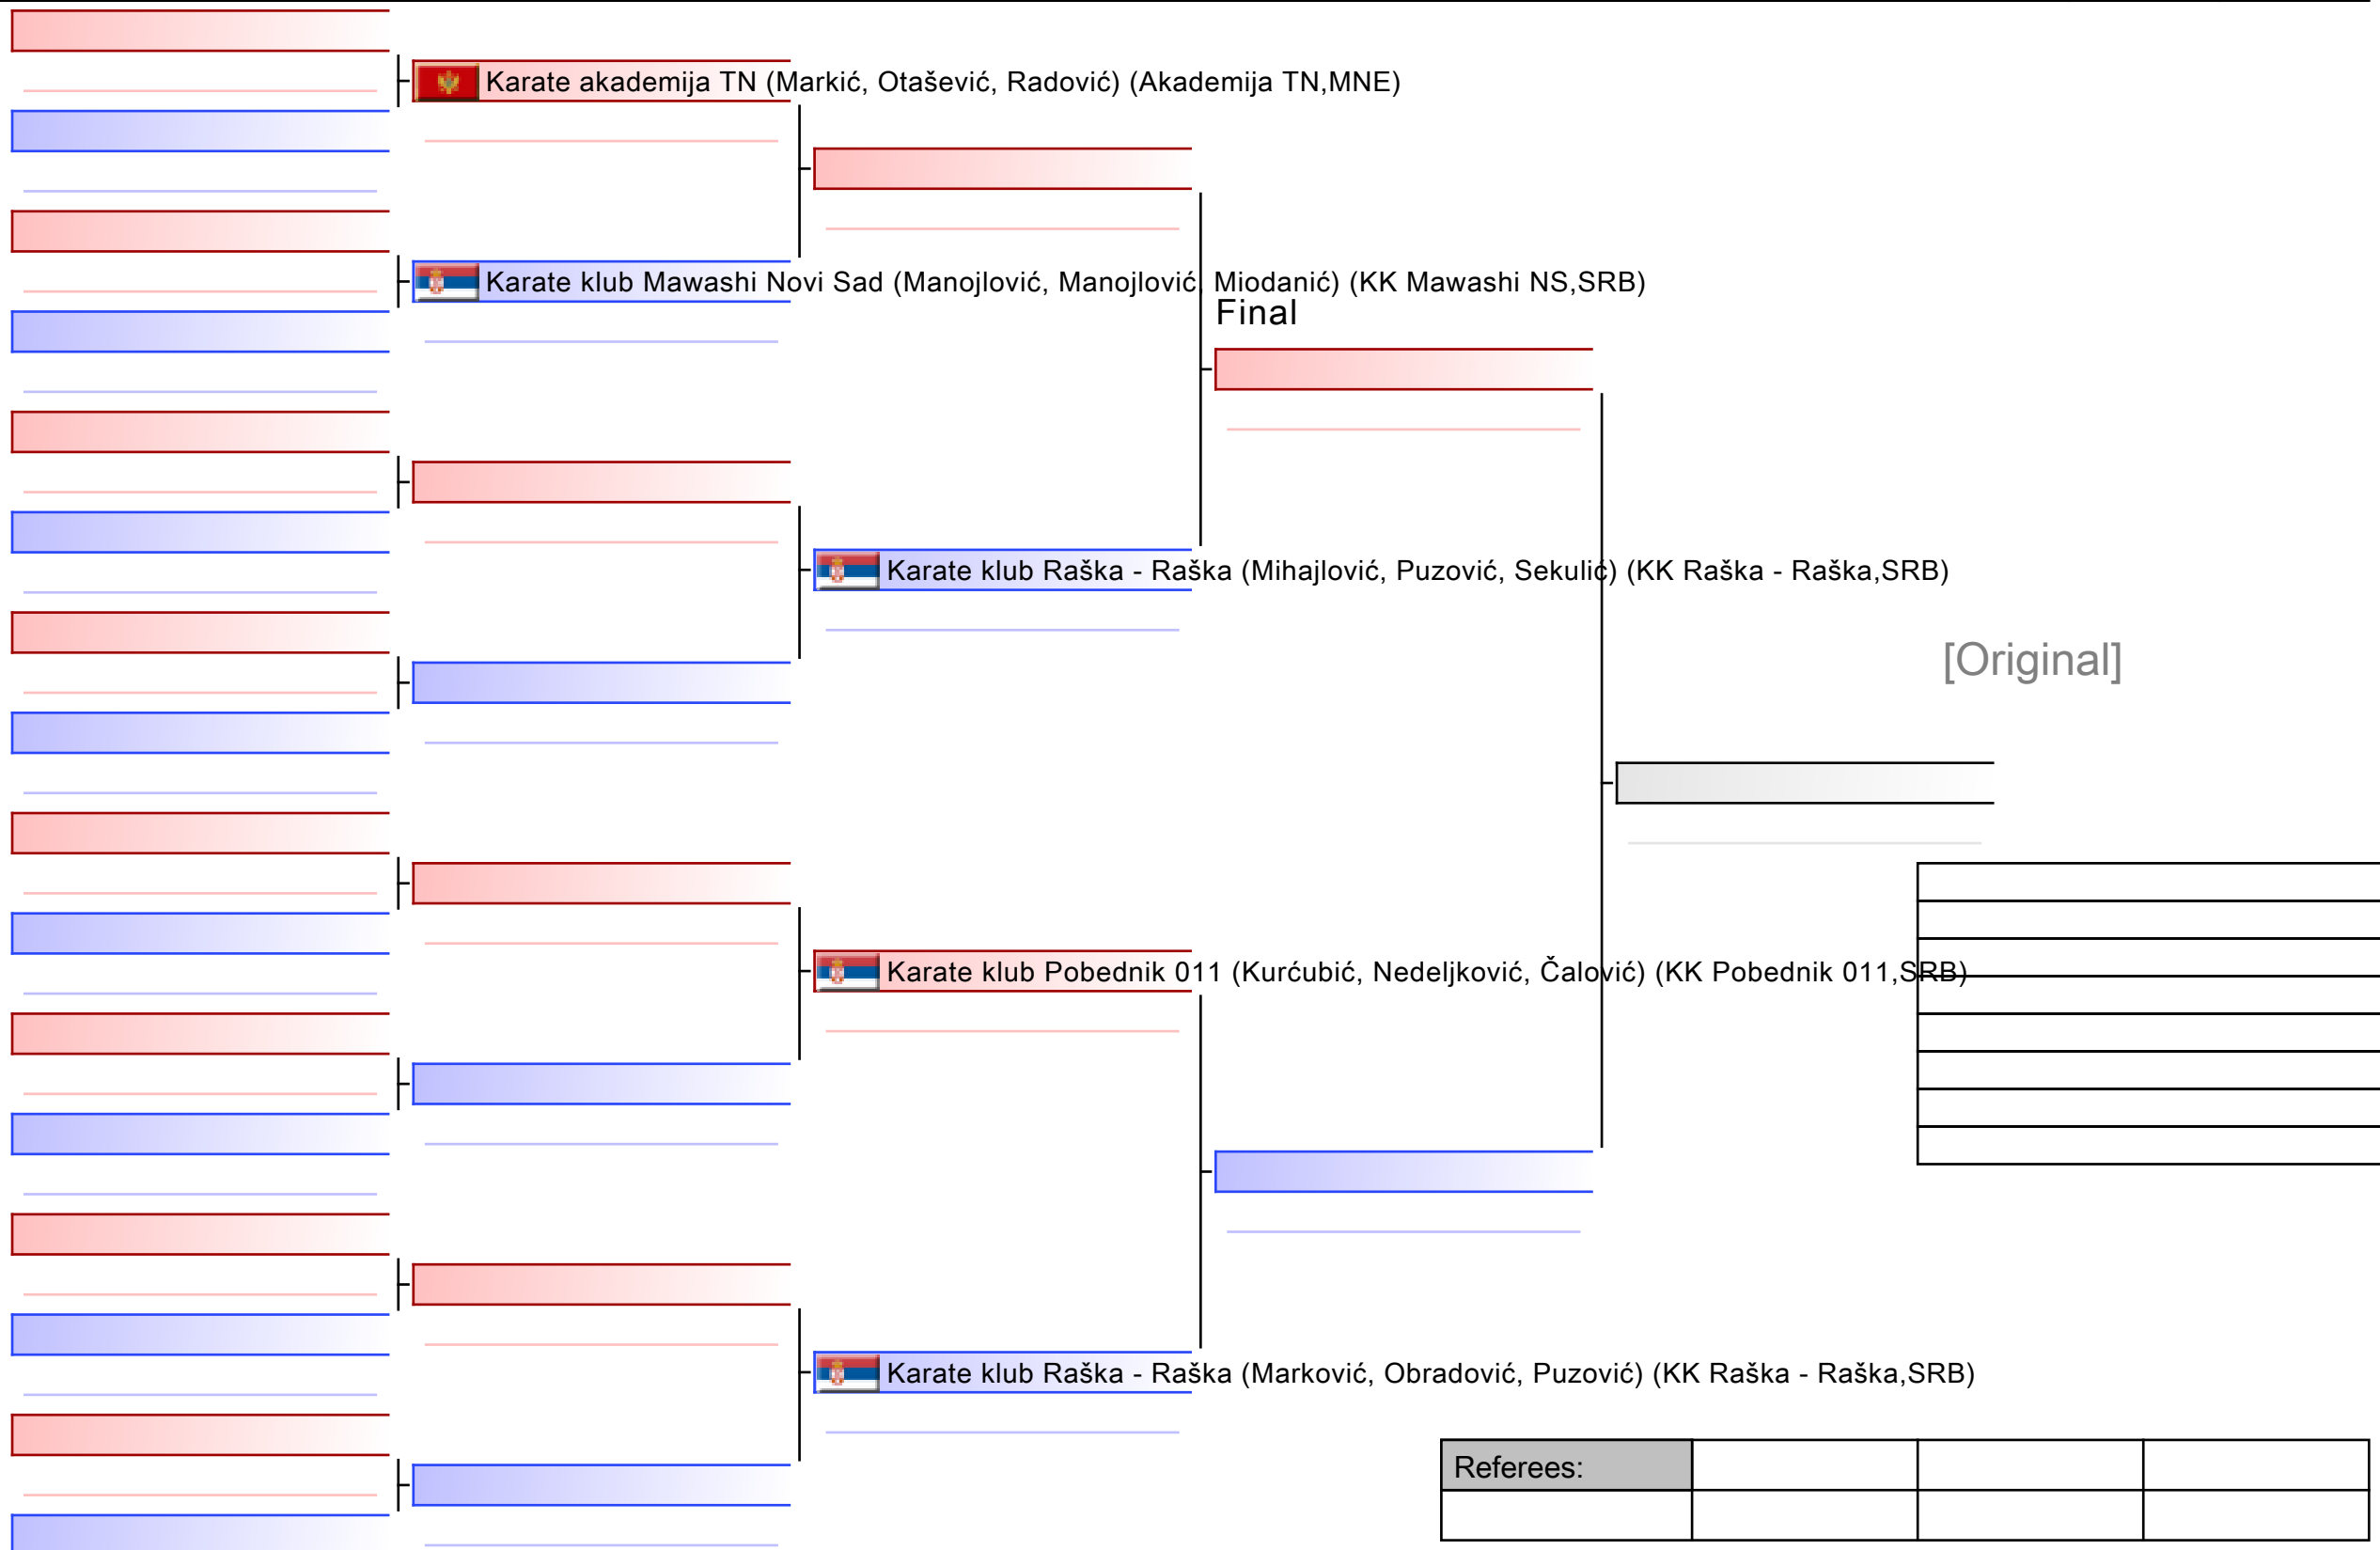 Karate akademija TN (Markić, Otašević, Radović) (Akademija TN,MNE)
Karate klub Mawashi Novi Sad (Manojlović, Manojlović, Miodanić) (KK Mawashi NS,SRB)
Final
Karate klub Raška - Raška (Mihajlović, Puzović, Sekulić) (KK Raška - Raška,SRB)
[Original]
Karate klub Pobednik 011 (Kurćubić, Nedeljković, Čalović) (KK Pobednik 011,SRB)
Karate klub Raška - Raška (Marković, Obradović, Puzović) (KK Raška - Raška,SRB)
Referees: